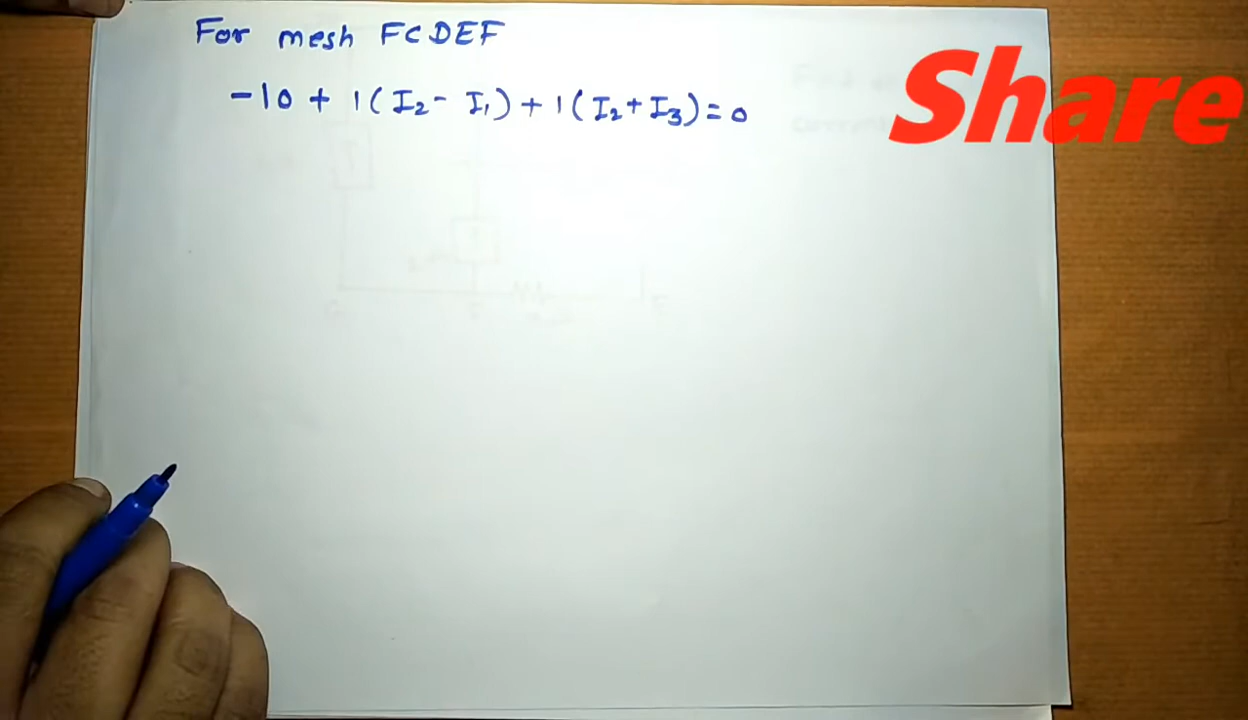 For mesh FCDEF
Share
-10 + 1(I₂ - I₁) + 1(I₂ + I₃) = 0